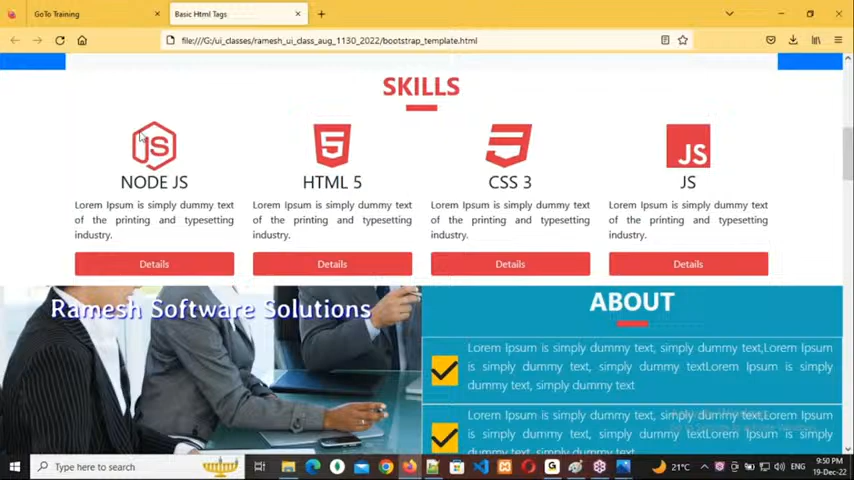 GoTo Training
Basic Html Tags
file:///G:/ui_classes/ramesh_ui_class_aug_1130_2022/bootstrap_template.html
SKILLS
JS
5
3
JS
NODE JS
HTML 5
CSS 3
JS
Lorem Ipsum is simply dummy text
of the printing and typesetting
industry.
Lorem Ipsum is simply dummy text
of the printing and typesetting
industry.
Lorem Ipsum is simply dummy text
of the printing and typesetting
industry.
Lorem Ipsum is simply dummy text
of the printing and typesetting
industry.
Details
Details
Details
Details
Ramesh Software Solutions
ABOUT
Lorem Ipsum is simply dummy text, simply dummy text,Lorem Ipsum
is simply dummy text, simply dummy textLorem Ipsum is simply
dummy text, simply dummy text
Lorem Ipsum is simply dummy text, simply dummy text,Lorem Ipsum
is simply dummy text, simply dummy textLorem Ipsum is simply
Type here to search
21°C
ENG
9:50 PM
19-Dec-22